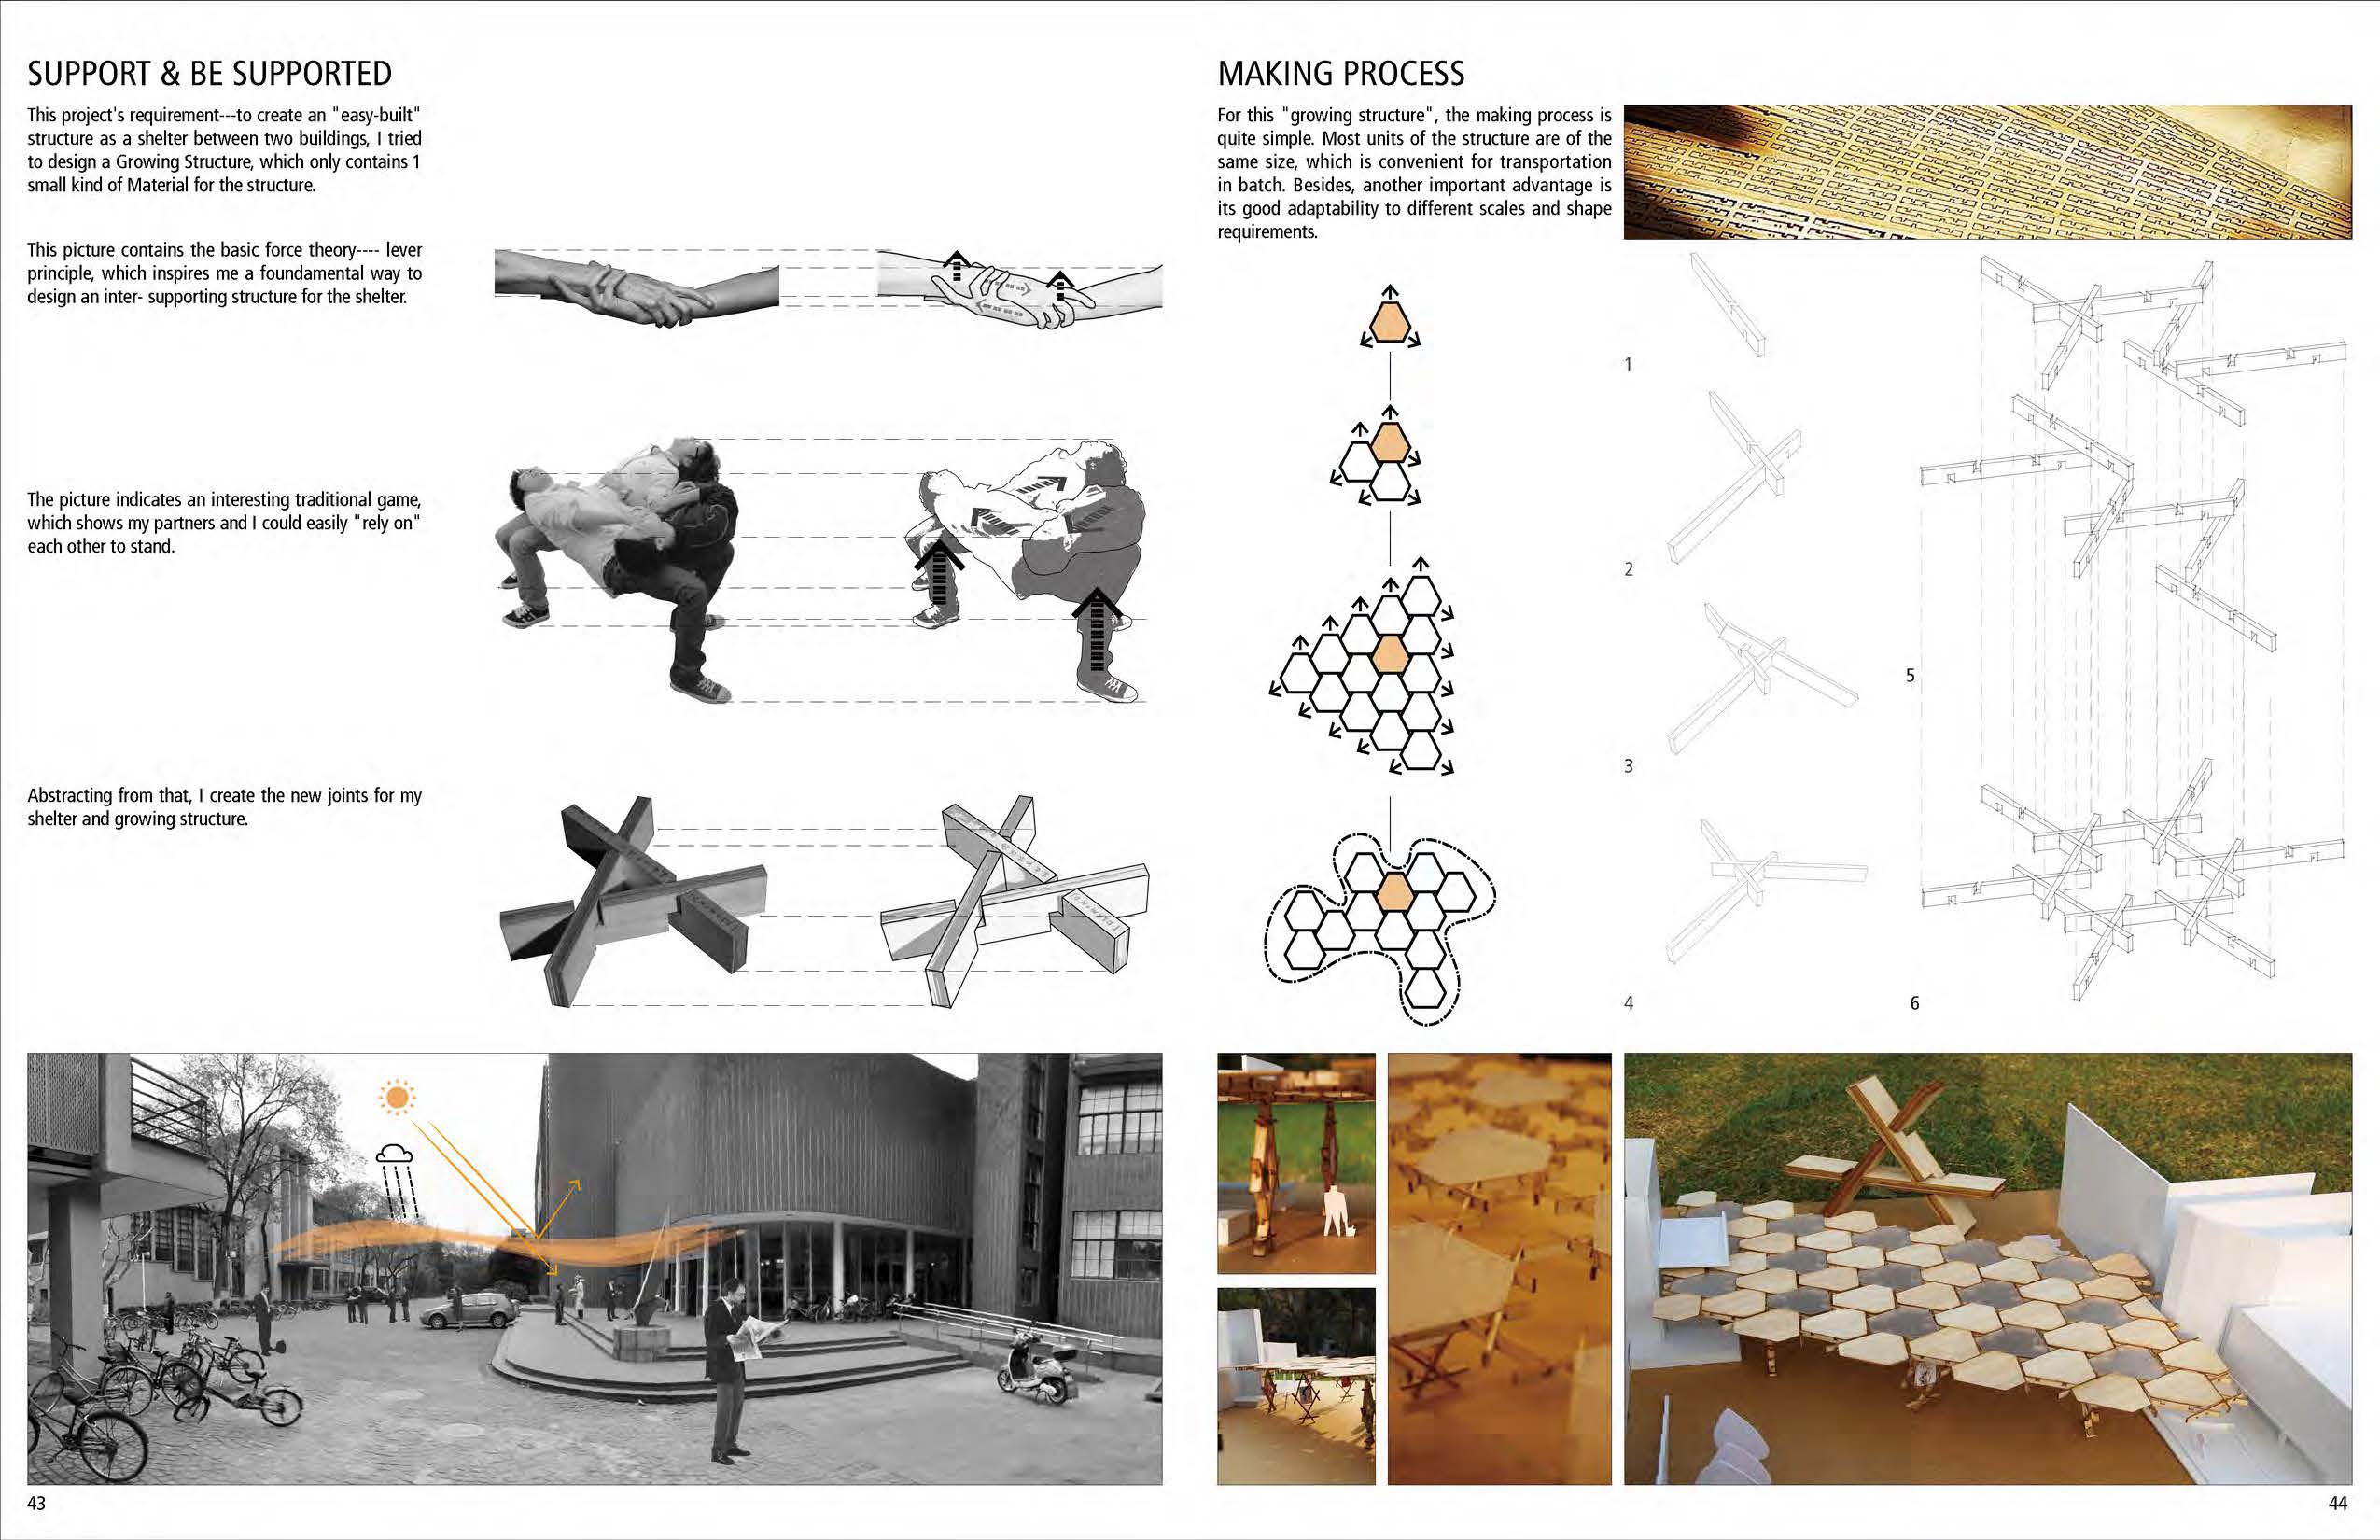 SUPPORT & BE SUPPORTED
This project's requirement---to create an "easy-built"
structure as a shelter between two buildings, I tried
to design a Growing Structure, which only contains 1
small kind of Material for the structure.
This picture contains the basic force theory---- lever
principle, which inspires me a foundamental way to
design an inter- supporting structure for the shelter.
The picture indicates an interesting traditional game,
which shows my partners and I could easily "rely on"
each other to stand.
Abstracting from that, I create the new joints for my
shelter and growing structure.
43
MAKING PROCESS
For this "growing structure", the making process is
quite simple. Most units of the structure are of the
same size, which is convenient for transportation
in batch. Besides, another important advantage is
its good adaptability to different scales and shape
requirements.
1
2
3
4
5
6
44